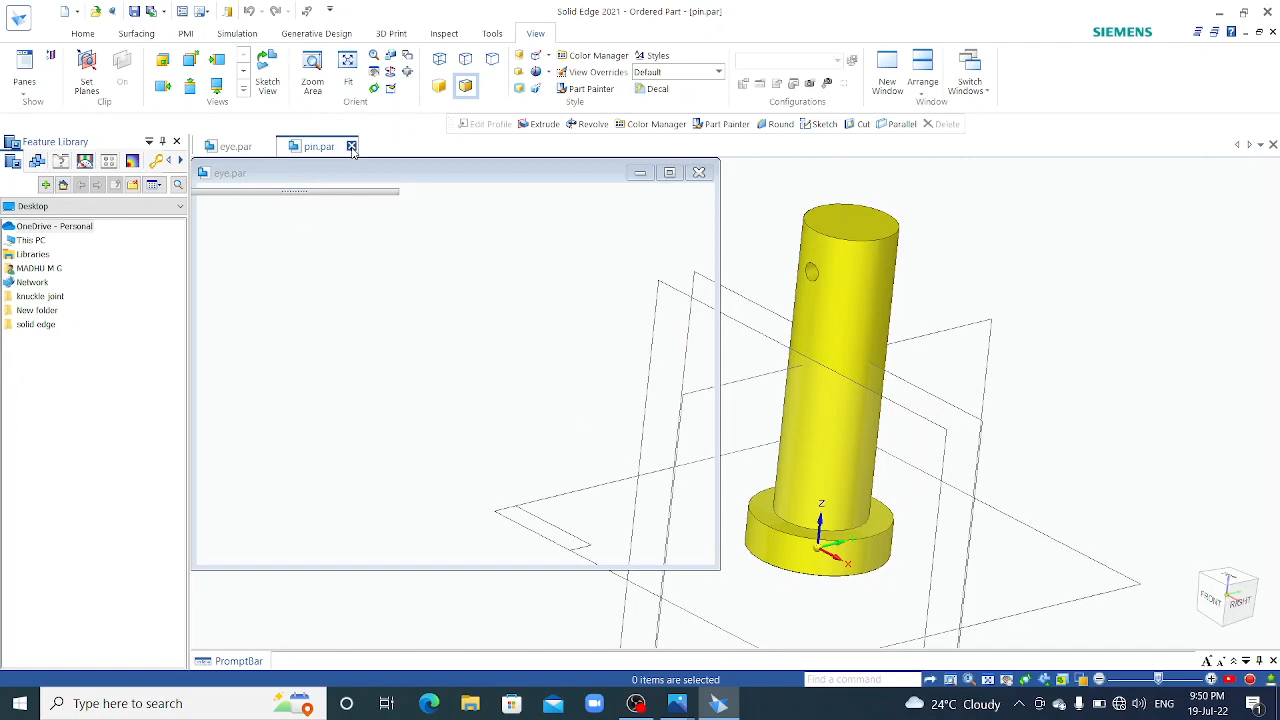 Solid Edge 2021 - Ordered Part - [pin.par]
Home Surfacing PMI Simulation Generative Design 3D Print Inspect Tools View
SIEMENS
Panes
Set Planes
On
Sketch View
Zoom Area
Fit
Color Manager
Styles
View Overrides
Default
Part Painter
Decal
New Window
Arrange
Switch Windows
Show Clip Views Orient Style Configurations Window
Edit Profile Extrude Revolve Color Manager Part Painter Round Sketch Cut Parallel Delete
Feature Library
eye.par
pin.par
eye.par
Desktop
OneDrive - Personal
This PC
Libraries
MADHU M G
Network
knuckle joint
New folder
solid edge
Z
X
FRONT
RIGHT
PromptBar
0 items are selected
Find a command
Type here to search
24°C Cloudy
ENG
9:50 PM
19-Jul-22